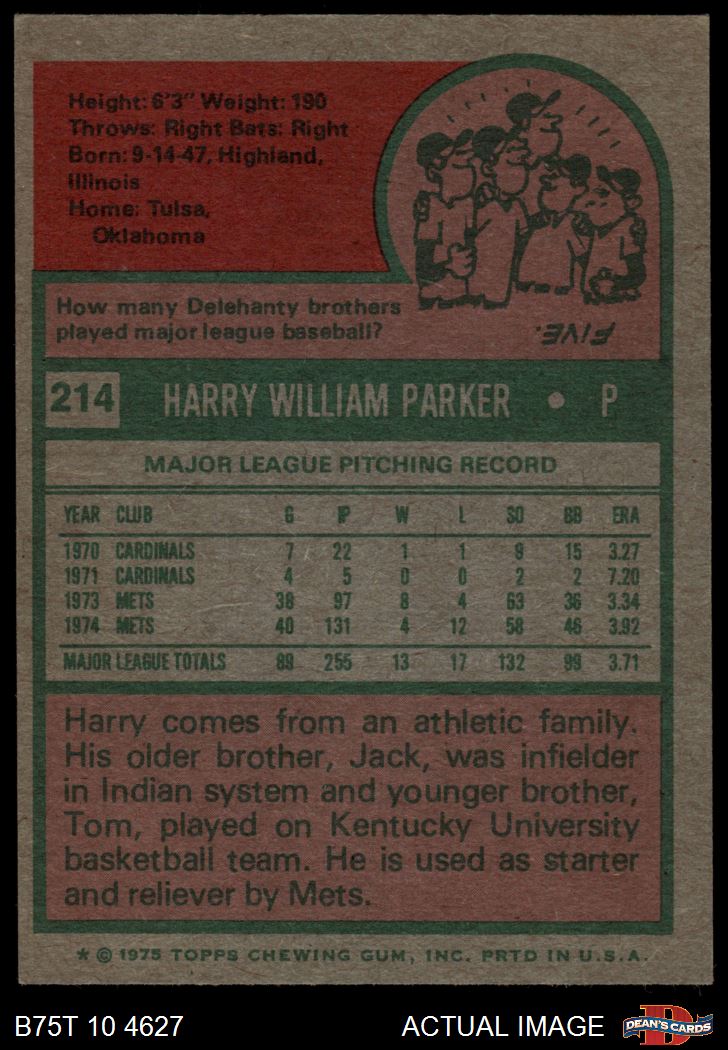 Height: 6'3" Weight: 190
Throws: Right Bats: Right
Born: 9-14-47, Highland,
Illinois
Home: Tulsa,
Oklahoma
How many Delehanty brothers
played major league baseball?
FIVE.
214 HARRY WILLIAM PARKER • P
MAJOR LEAGUE PITCHING RECORD
YEAR CLUB G IP W L SO BB ERA
1970 CARDINALS 7 22 1 1 9 15 3.27
1971 CARDINALS 4 5 0 0 2 2 7.20
1973 METS 38 97 8 4 63 36 3.34
1974 METS 40 131 4 12 58 46 3.92
MAJOR LEAGUE TOTALS 89 255 13 17 132 99 3.71
Harry comes from an athletic family.
His older brother, Jack, was infielder
in Indian system and younger brother,
Tom, played on Kentucky University
basketball team. He is used as starter
and reliever by Mets.
* © 1975 TOPPS CHEWING GUM, INC. PRTD IN U.S.A.
B75T 10 4627 ACTUAL IMAGE
D
DEAN'S CARDS